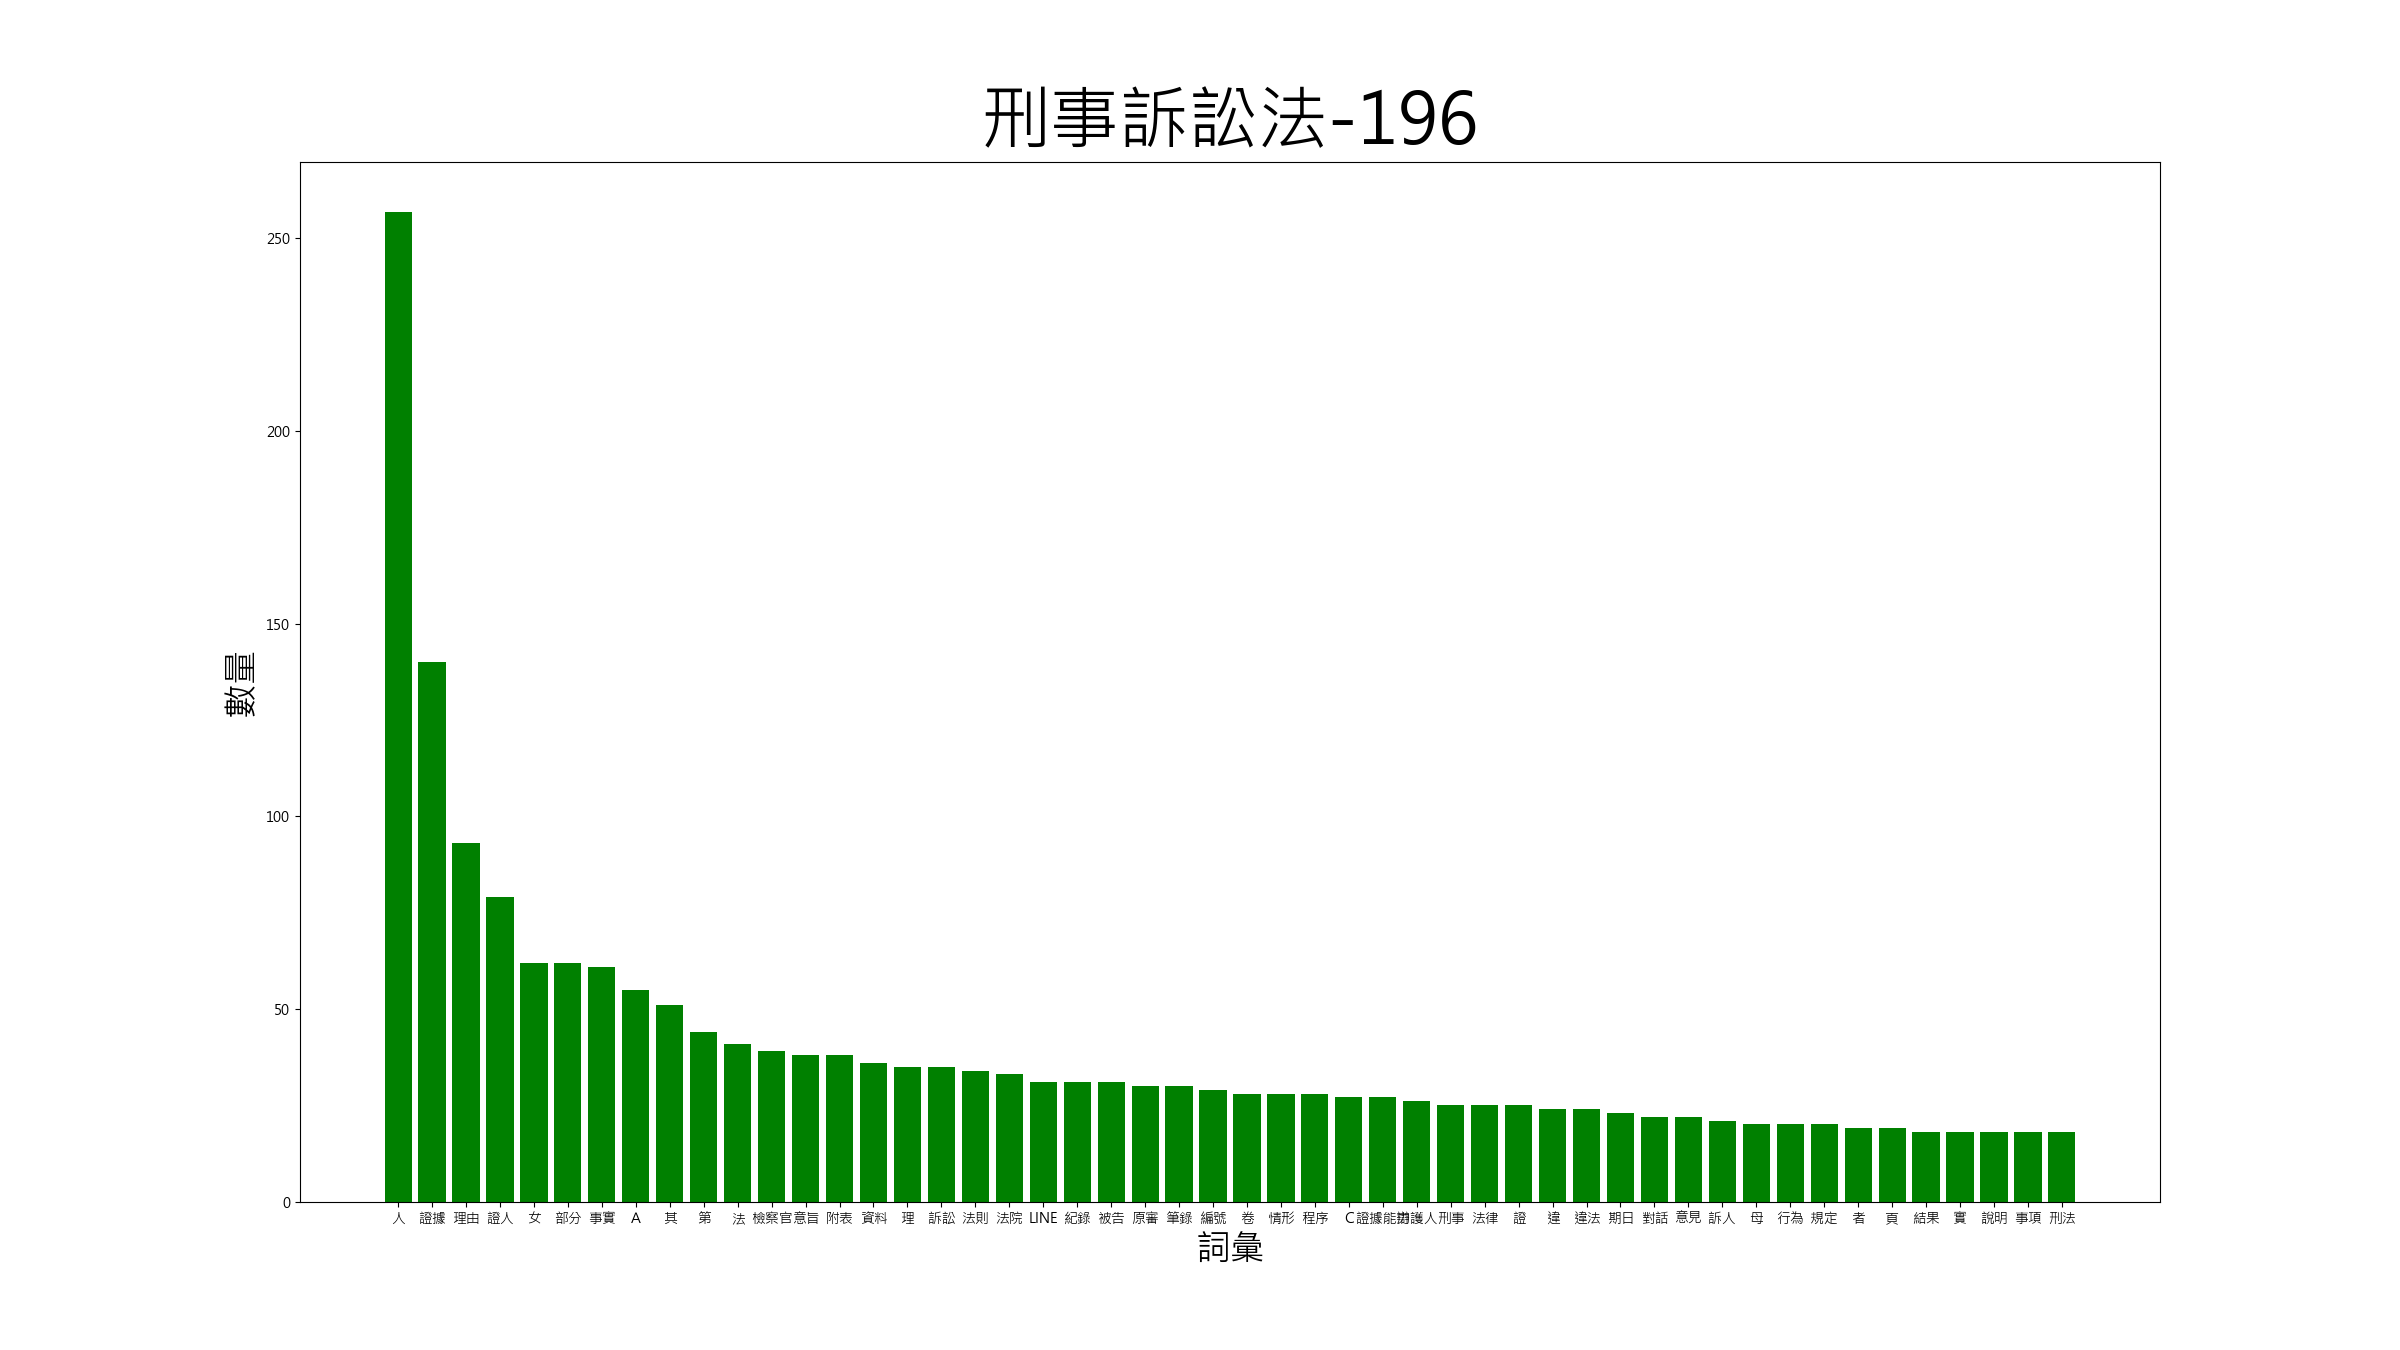 刑事訴訟法-196
數量
250
200
150
100
50
0
人 證據 理由 證人 女 部分 事實 A 其 第 法 檢察官 意旨 附表 資料 理 訴訟 法則 法院 LINE 紀錄 被告 原審 筆錄 編號 卷 情形 程序 C 證據能力 辯護人 刑事 法律 證 違 違法 期日 對話 意見 訴人 母 行為 規定 者 頁 結果 實 說明 事項 刑法
詞彙